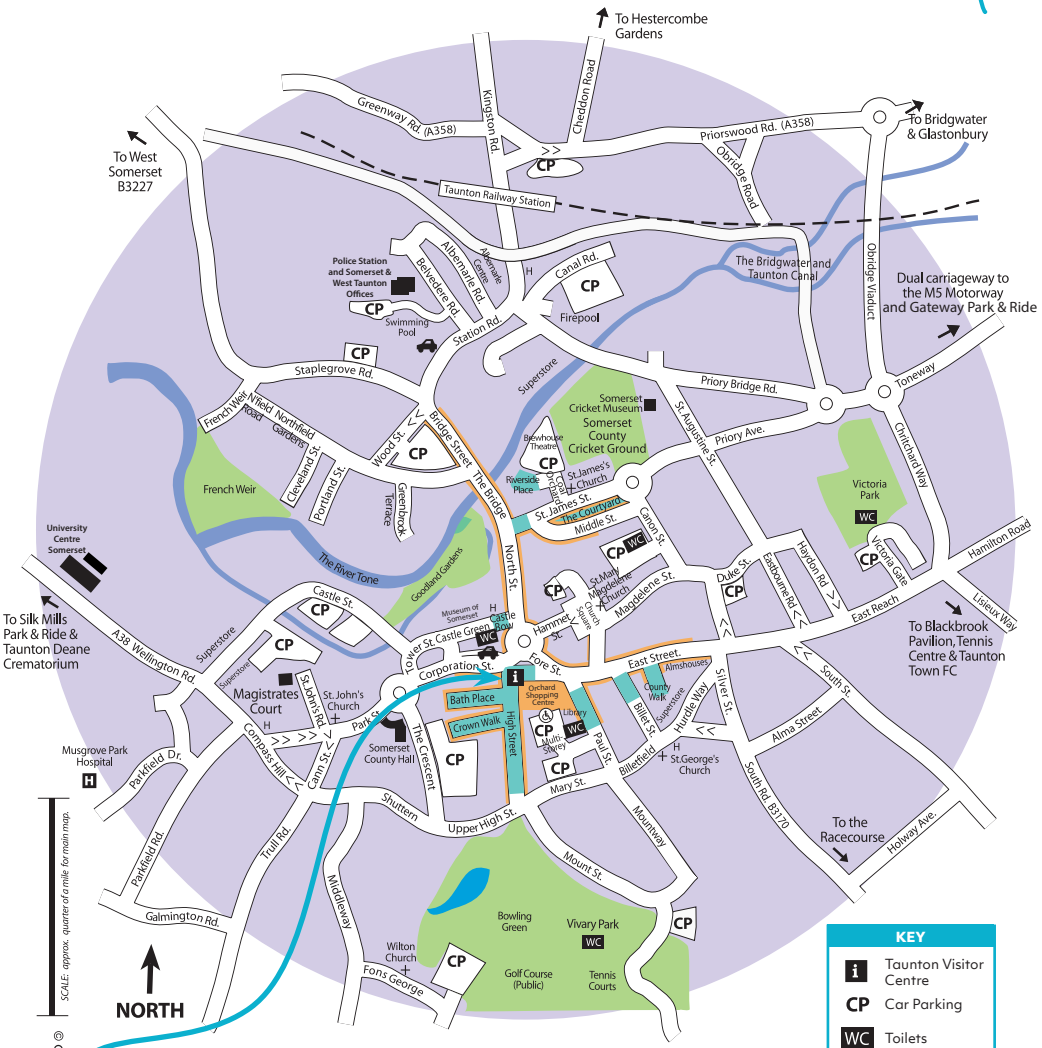 To Hestercombe
Gardens
Kingston Rd.
Cheddon Road
Greenway Rd. (A358)
>>
CP
Priorswood Rd. (A358)
To Bridgwater
& Glastonbury
To West
Somerset
B3227
Obridge Road
Taunton Railway Station
Obridge Viaduct
The Bridgwater and
Taunton Canal
Dual carriageway to
the M5 Motorway
and Gateway Park & Ride
Police Station
and Somerset &
West Taunton
Offices
Albemarle
Centre
Albemarle Rd.
Belvedere Rd.
H
Canal Rd.
CP
Firepool
CP
Swimming
Pool
Station Rd.
CP
Staplegrove Rd.
Superstore
Priory Bridge Rd.
Toneway
French Weir
Road
Northfield
Gardens
Wood St.
<
Bridge Street
CP
The Bridge
Cleveland St.
Portland St.
Greenbrook
Terrace
French Weir
Somerset
Cricket Museum
Somerset
County
Cricket Ground
Brewhouse
Theatre
CP
Riverside
Place
Coal
Orchard
St.James's
Church
St. Augustine St.
Priory Ave.
Chritchard Way
St. James St.
The Courtyard
Middle St.
Victoria
Park
WC
CP
Victoria Gate
University
Centre
Somerset
The River Tone
Goodland Gardens
North St.
CP
WC
Canon St.
St.Mary
Magdelene
Church
Magdelene St.
Church
Square
CP
Duke St.
CP
Eastbourne Rd.
<<
Haydon Rd.
>>
Hamilton Road
East Reach
Lisieux Way
To Silk Mills
Park & Ride &
Taunton Deane
Crematorium
Castle St.
CP
Museum of
Somerset
H
Castle
Bow
Tower St.
Castle Green
WC
Hammet
St.
Corporation St.
Fore St.
East Street.
Almshouses
<<
<<
To Blackbrook
Pavilion, Tennis
Centre & Taunton
Town FC
A38 Wellington Rd.
Superstore
Superstore
CP
Magistrates
Court
H
St.John's Rd.
St.John's
Church
Park St.
>>>>
<
i
Bath Place
Crown Walk
High Street
Orchard
Shopping
Centre
Library
CP
Multi-
Storey
WC
CP
Paul St.
County
Walk
Superstore
Billet St.
Hurdle Way
Silver St.
<<
H
St.George's
Church
Billetfield
South St.
Alma Street
Musgrove Park
Hospital
H
Parkfield Dr.
Compass Hill
<<
Cann St.
Somerset
County Hall
The Crescent
CP
Mary St.
Shuttern
Upper High St.
Mountway
South Rd. B3170
To the
Racecourse
Holway Ave.
Parkfield Rd.
Trull Rd.
Middleway
Mount St.
Galmington Rd.
Wilton
Church
Fons George
CP
Bowling
Green
Vivary Park
WC
Golf Course
(Public)
Tennis
Courts
CP
SCALE: approx. quarter of a mile for main map.
NORTH
KEY
i Taunton Visitor
Centre
CP Car Parking
WC Toilets